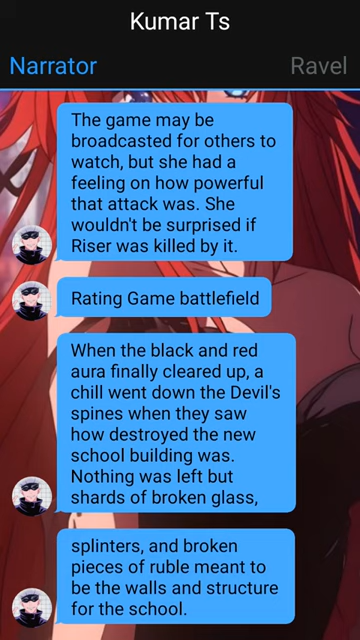 Kumar Ts
Narrator
Ravel
The game may be
broadcasted for others to
watch, but she had a
feeling on how powerful
that attack was. She
wouldn't be surprised if
Riser was killed by it.
Rating Game battlefield
When the black and red
aura finally cleared up, a
chill went down the Devil's
spines when they saw
how destroyed the new
school building was.
Nothing was left but
shards of broken glass,
splinters, and broken
pieces of ruble meant to
be the walls and structure
for the school.